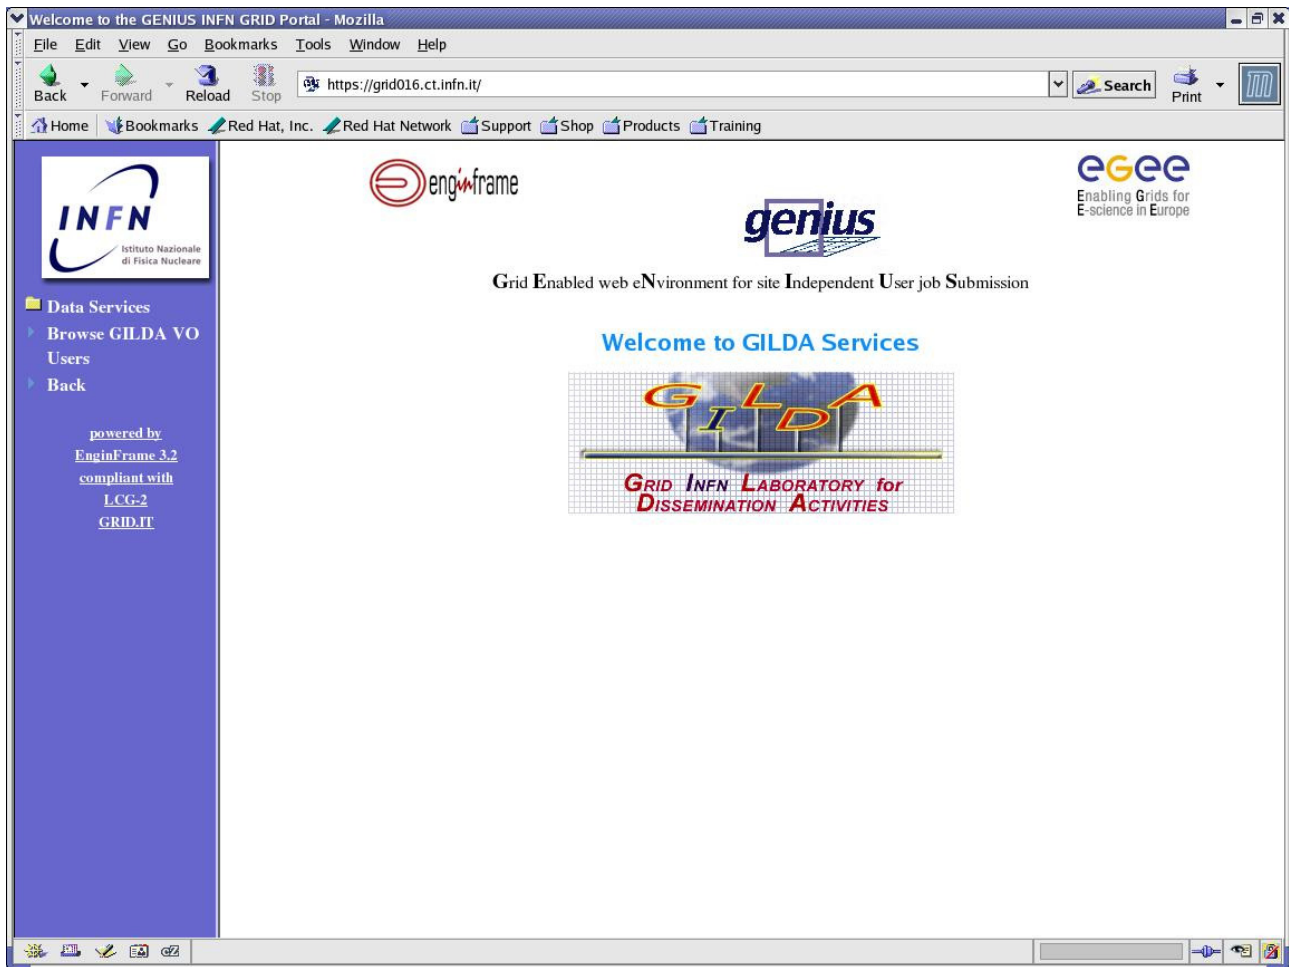 Welcome to the GENIUS INFN GRID Portal - Mozilla
File Edit View Go Bookmarks Tools Window Help
Back Forward Reload Stop https://grid016.ct.infn.it/ Search Print
Home Bookmarks Red Hat, Inc. Red Hat Network Support Shop Products Training
INFN
Istituto Nazionale
di Fisica Nucleare
Data Services
Browse GILDA VO
Users
Back
powered by
EnginFrame 3.2
compliant with
LCG-2
GRID.IT
enginframe
genius
egee
Enabling Grids for
E-science in Europe
Grid Enabled web eNvironment for site Independent User job Submission
Welcome to GILDA Services
GILDA
GRID INFN LABORATORY for
DISSEMINATION ACTIVITIES